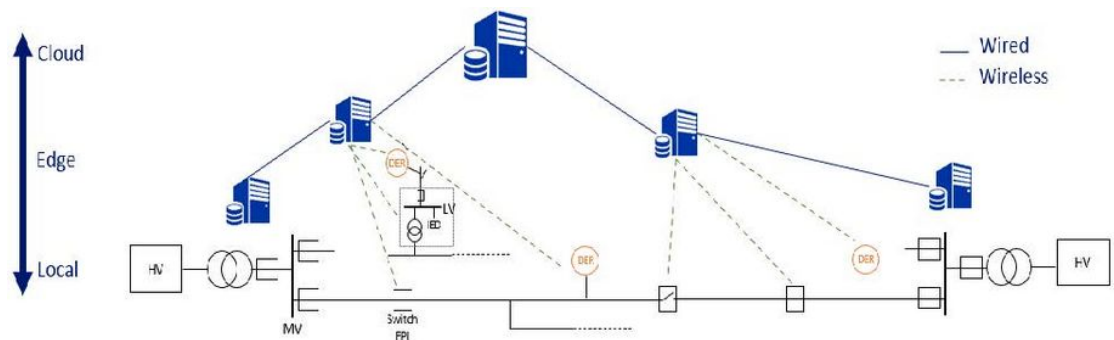 Cloud
Wired
Wireless
Edge
DER
LV
IED
Local
HV
DER
DER
HV
MV
Switch
FPI